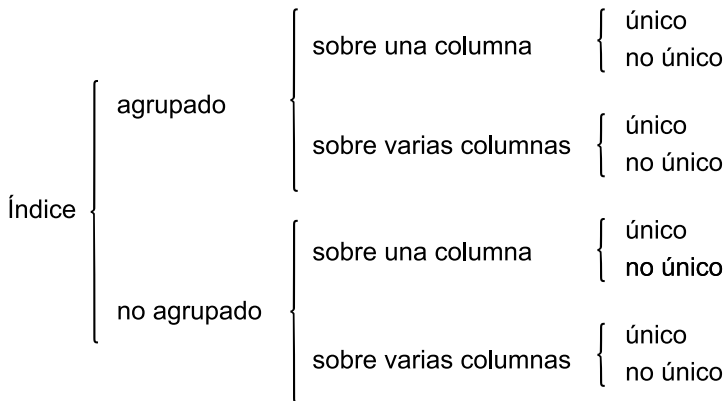 Índice
agrupado
sobre una columna
único
no único
sobre varias columnas
único
no único
no agrupado
sobre una columna
único
no único
sobre varias columnas
único
no único